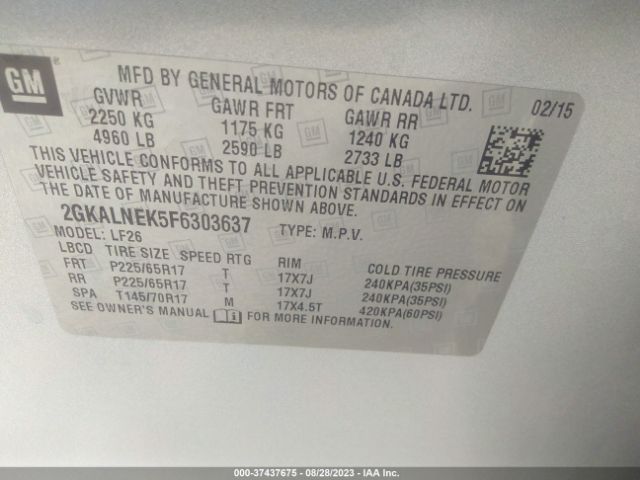 GM
MFD BY GENERAL MOTORS OF CANADA LTD. 02/15
GVWR GAWR FRT GAWR RR
2250 KG 1175 KG 1240 KG
4960 LB 2590 LB 2733 LB
THIS VEHICLE CONFORMS TO ALL APPLICABLE U.S. FEDERAL MOTOR
VEHICLE SAFETY AND THEFT PREVENTION STANDARDS IN EFFECT ON
THE DATE OF MANUFACTURE SHOWN ABOVE.
2GKALNEK5F6303637 TYPE: M.P.V.
MODEL: LF26
LBCD TIRE SIZE SPEED RTG RIM COLD TIRE PRESSURE
FRT P225/65R17 T 17X7J 240KPA(35PSI)
RR P225/65R17 T 17X7J 240KPA(35PSI)
SPA T145/70R17 M 17X4.5T 420KPA(60PSI)
SEE OWNER'S MANUAL FOR MORE INFORMATION.
000-37437675 | 08/28/2023 - IAA Inc.